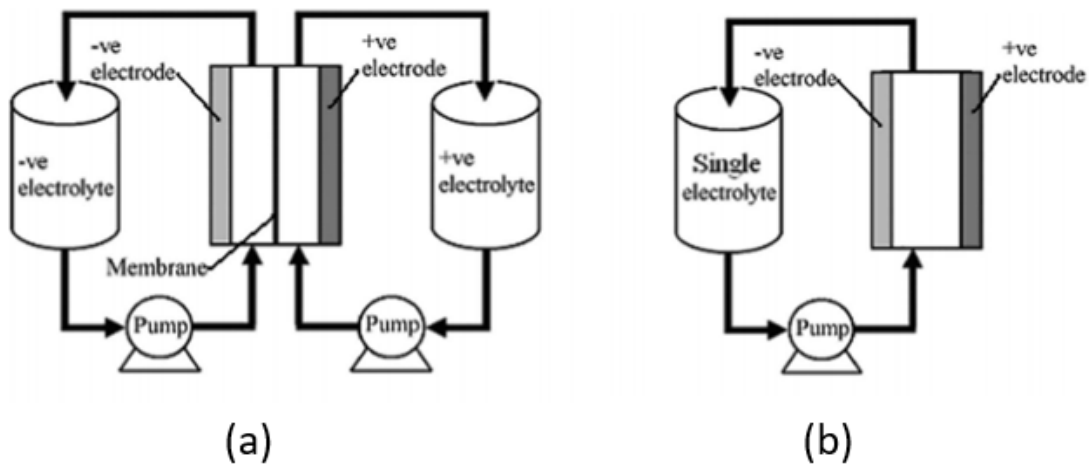 -ve
electrode
+ve
electrode
-ve
electrolyte
+ve
electrolyte
Membrane
Pump
Pump
(a)
-ve
electrode
+ve
electrode
Single
electrolyte
Pump
(b)